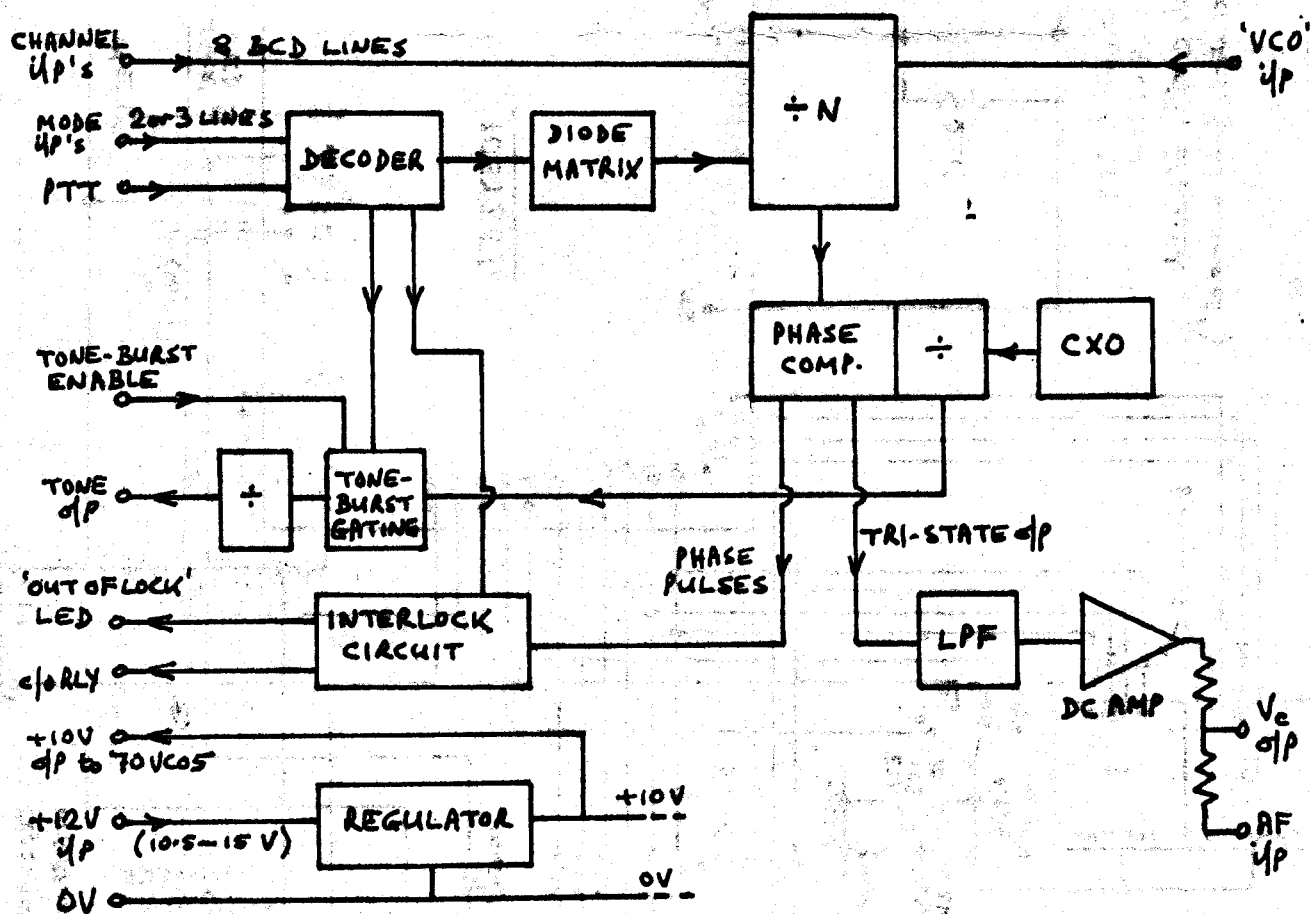 CHANNEL
i/p's
8 BCD LINES
÷ N
'VCO'
i/p
MODE
i/p's
2 or 3 LINES
PTT
DECODER
DIODE
MATRIX
TONE-BURST
ENABLE
PHASE
COMP.
÷
CXO
TONE
o/p
÷
TONE-
BURST
GATING
PHASE
PULSES
TRI-STATE o/p
'OUT OF LOCK'
LED
c/o RLY
INTERLOCK
CIRCUIT
LPF
DC AMP
Vc
o/p
AF
i/p
+10V
o/p to 70VCO5
+12V
i/p
(10.5-15 V)
REGULATOR
+10V
0V
0V